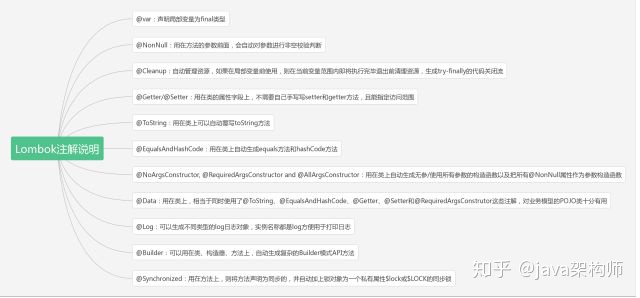 Lombok注解说明
@var：声明局部变量为final类型
@NonNull：用在方法的参数前面，会自动对参数进行非空校验判断
@Cleanup：自动管理资源，如果在局部变量前使用，则在当前变量范围内即将执行完毕退出前清理资源，生成try-finally的代码关闭流
@Getter/@Setter：用在类的属性字段上，不需要自己手写写setter和getter方法，且能指定访问范围
@ToString：用在类上可以自动覆写toString方法
@EqualsAndHashCode：用在类上自动生成equals方法和hashCode方法
@NoArgsConstructor, @RequiredArgsConstructor and @AllArgsConstructor：用在类上自动生成无参/使用所有参数的构造函数以及把所有@NonNull属性作为参数构造函数
@Data：用在类上，相当于同时使用了@ToString、@EqualsAndHashCode、@Getter、@Setter和@RequiredArgsConstrutor这些注解，对业务模型的POJO类十分有用
@Log：可以生成不同类型的log日志对象，实例名称都是log方便用于打印日志
@Builder：可以用在类、构造器、方法上，自动生成复杂的Builder模式API方法
@Synchronized：用在方法上，则将方法声明为同步的，并自动加上锁对象为一个私有属性$lock或$LOCK的同步锁
知乎 @java架构师